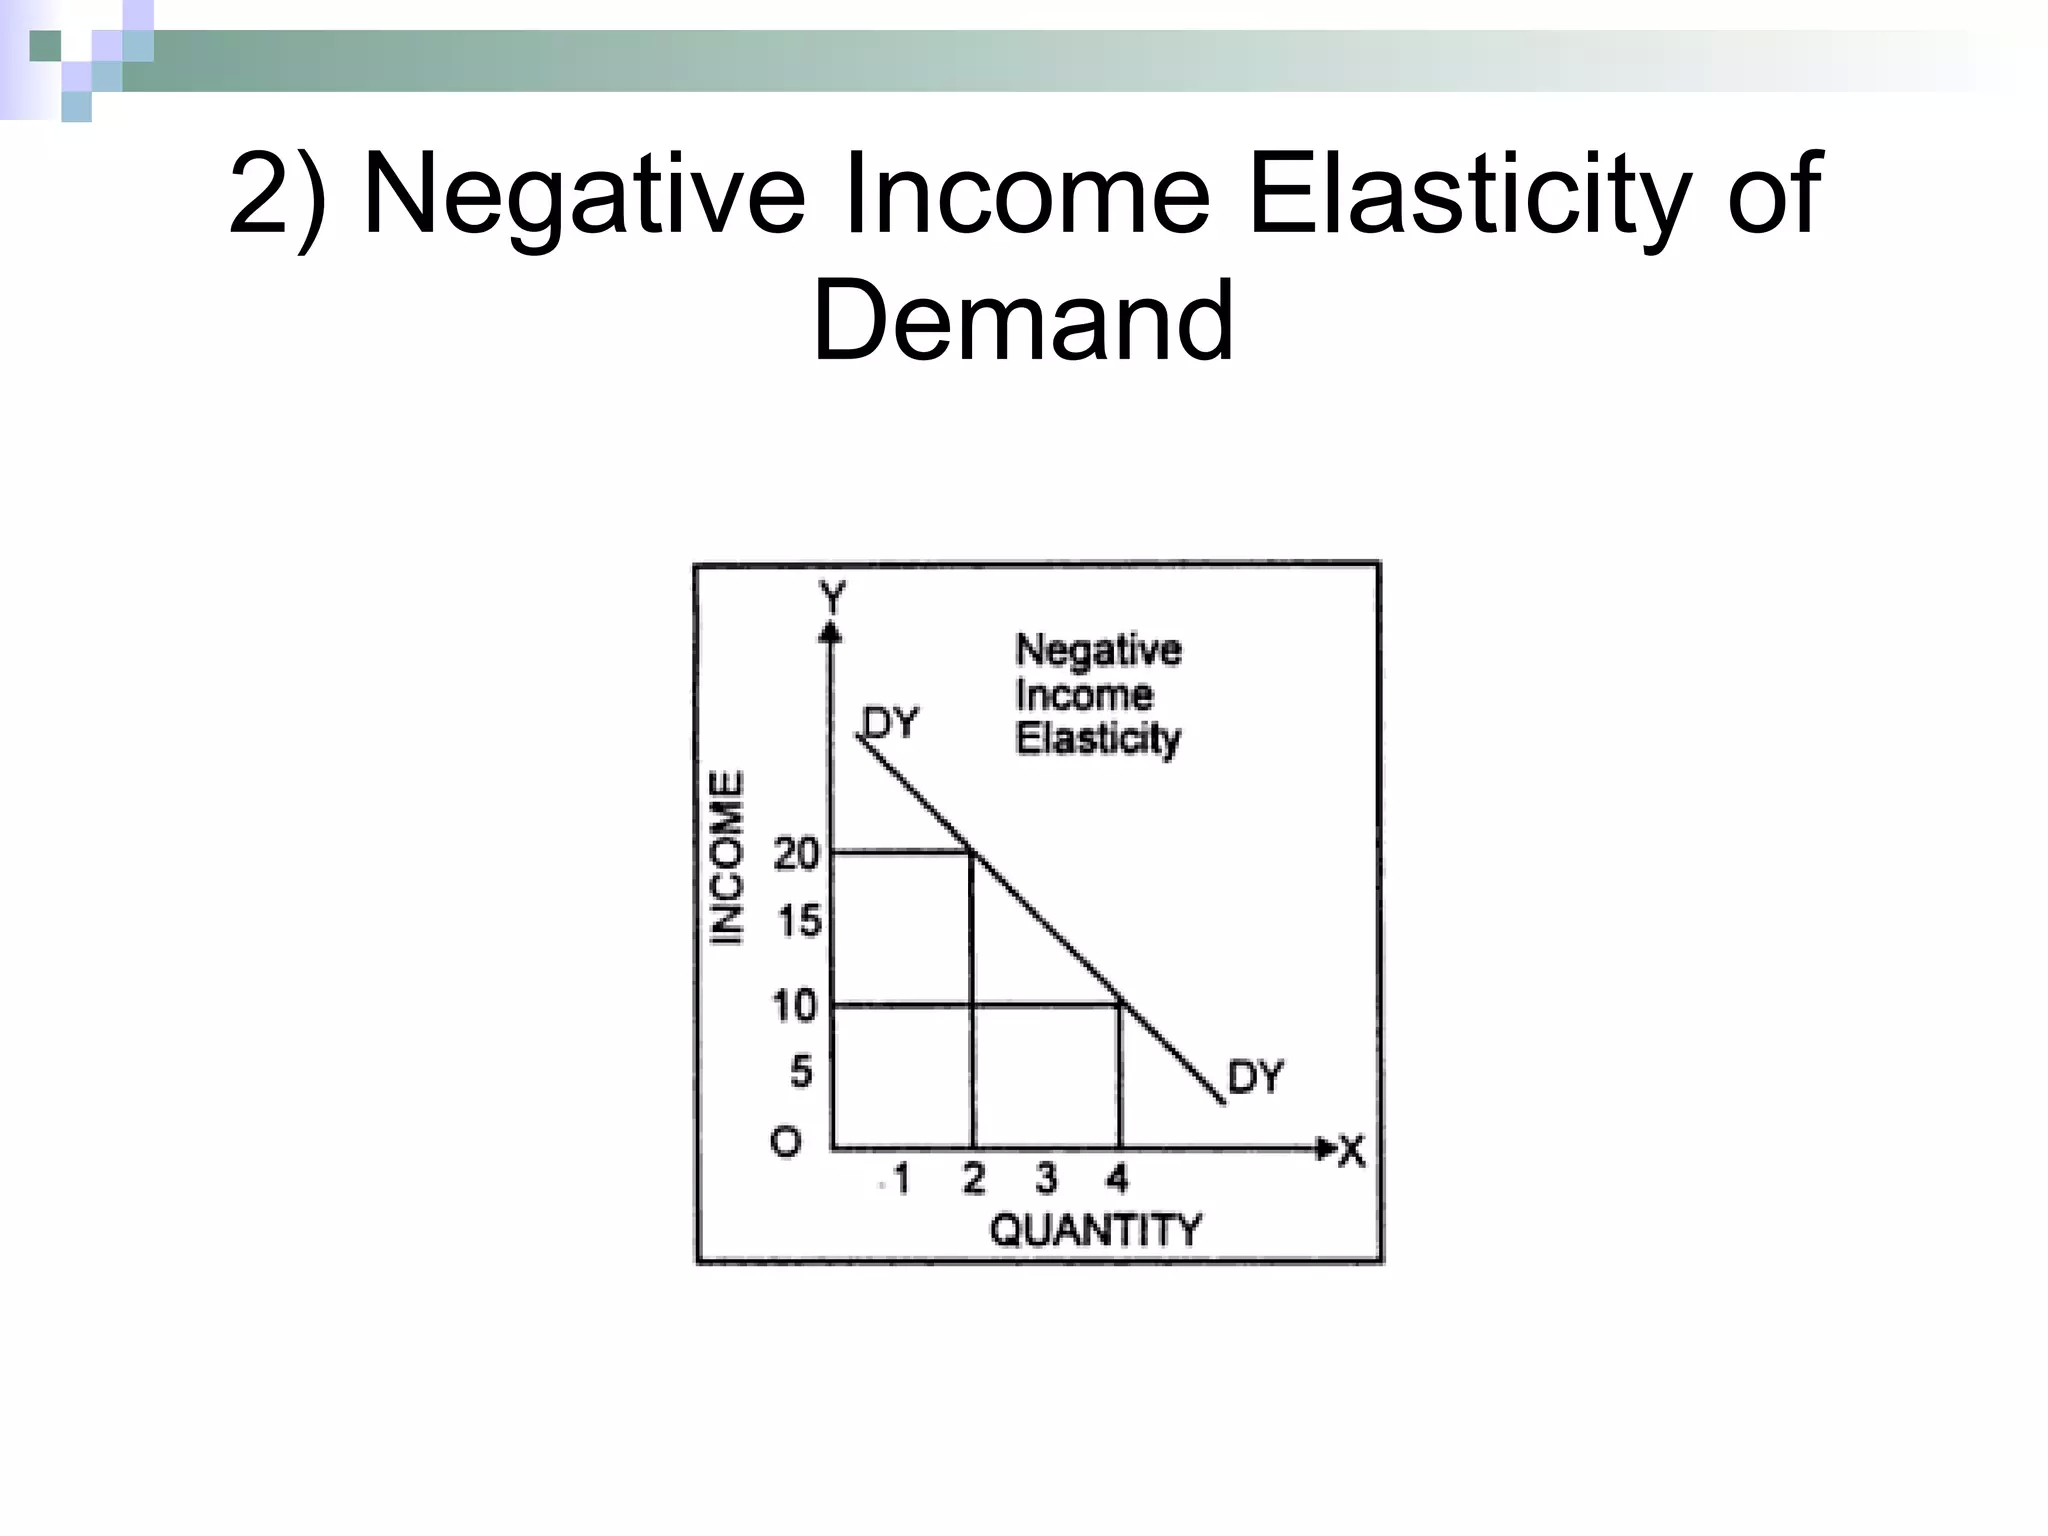 2) Negative Income Elasticity of
Demand
Y
Negative
Income
Elasticity
DY
INCOME
20
15
10
5
DY
O
X
1 2 3 4
QUANTITY